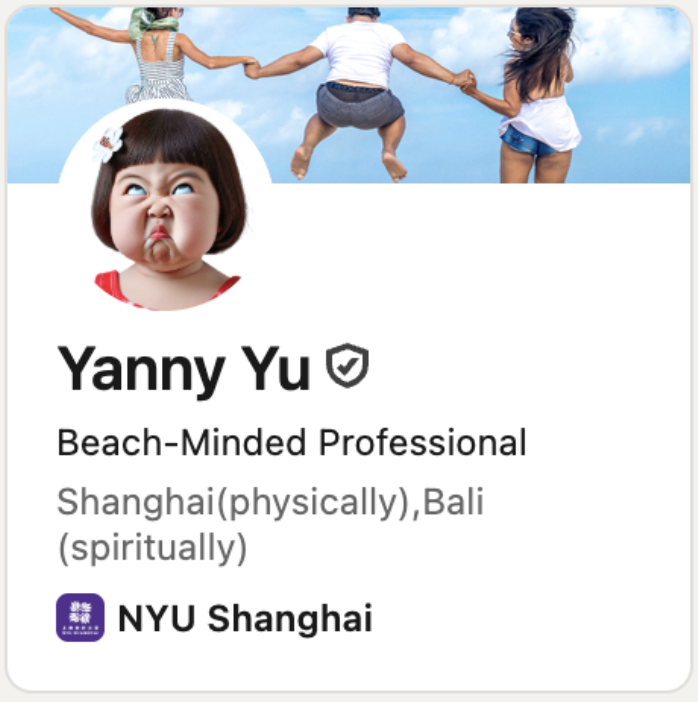 Yanny Yu
Beach-Minded Professional
Shanghai(physically),Bali
(spiritually)
NYU Shanghai